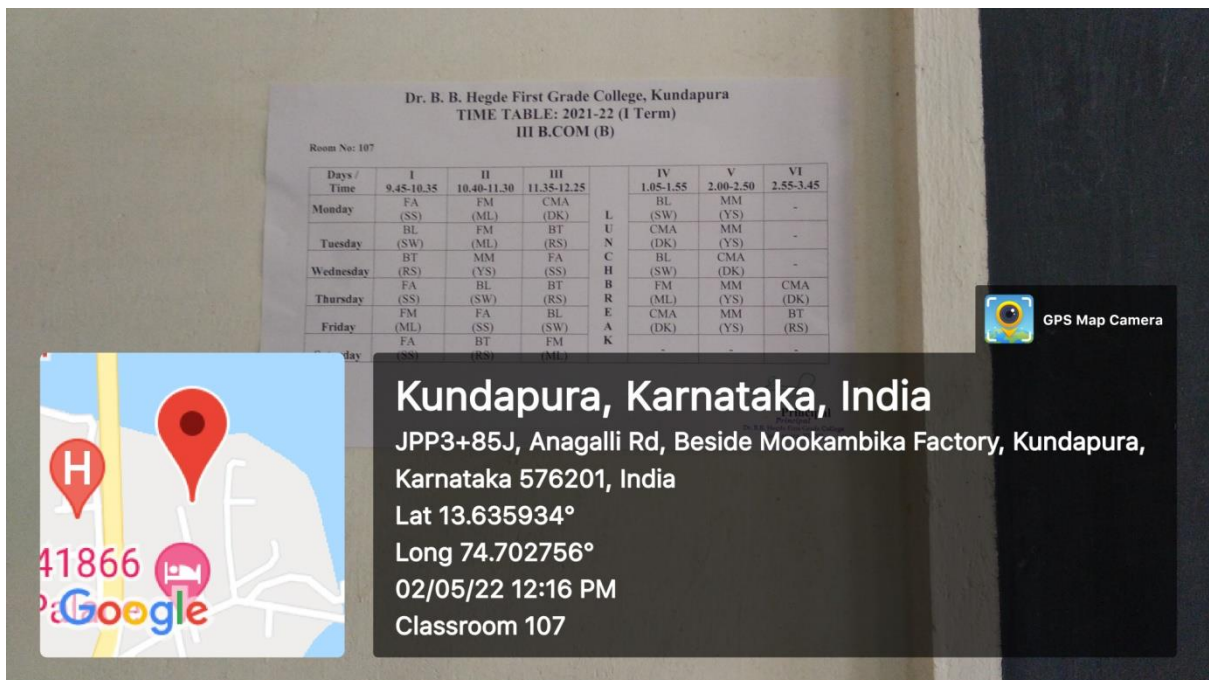 Dr. B. B. Hegde First Grade College, Kundapura
TIME TABLE: 2021-22 (I Term)
III B.COM (B)
Room No: 107
Days / Time I 9.45-10.35 II 10.40-11.30 III 11.35-12.25 LUNCH BREAK IV 1.05-1.55 V 2.00-2.50 VI 2.55-3.45
Monday FA (SS) FM (ML) CMA (DK) BL (SW) MM (YS) -
Tuesday BL (SW) FM (ML) BT (RS) CMA (DK) MM (YS) -
Wednesday BT (RS) MM (YS) FA (SS) BL (SW) CMA (DK) -
Thursday FA (SS) BL (SW) BT (RS) FM (ML) MM (YS) CMA (DK)
Friday FM (ML) FA (SS) BL (SW) CMA (DK) MM (YS) BT (RS)
day FA (SS) BT (RS) FM (ML) - - -
Principal
Principal
GPS Map Camera
Kundapura, Karnataka, India
JPP3+85J, Anagalli Rd, Beside Mookambika Factory, Kundapura,
Karnataka 576201, India
Lat 13.635934°
Long 74.702756°
02/05/22 12:16 PM
Classroom 107
H
41866
Google